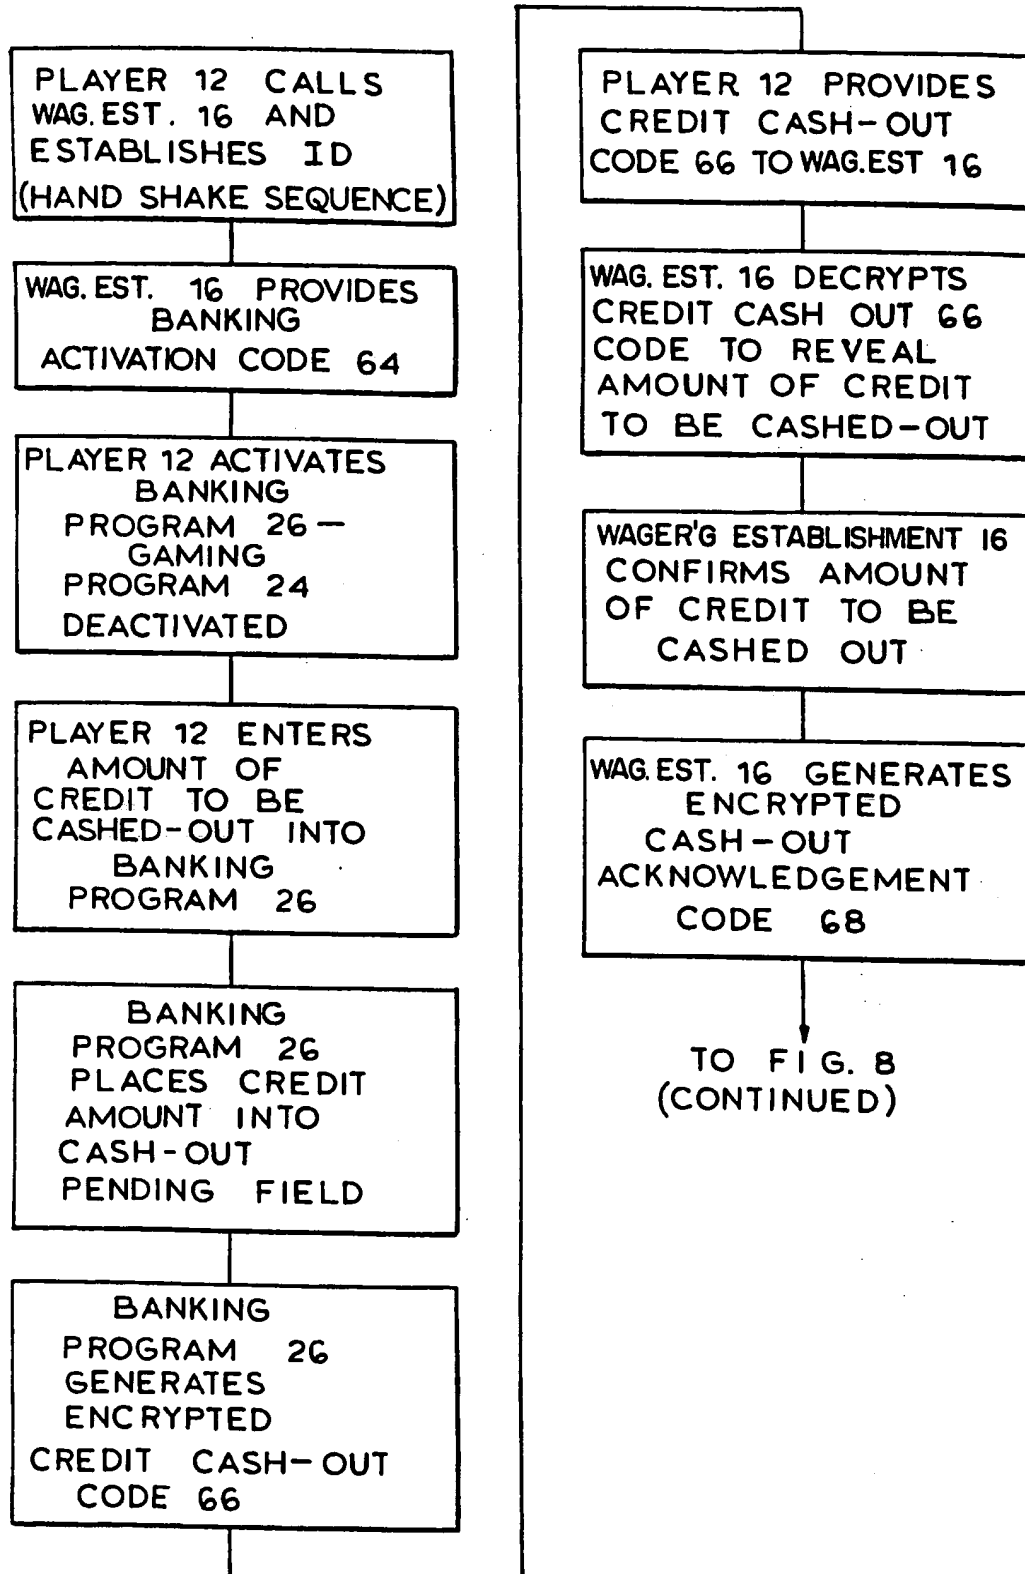 PLAYER 12 CALLS
WAG. EST. 16 AND
ESTABLISHES ID
(HAND SHAKE SEQUENCE)
WAG. EST. 16 PROVIDES
BANKING
ACTIVATION CODE 64
PLAYER 12 ACTIVATES
BANKING
PROGRAM 26 —
GAMING
PROGRAM 24
DEACTIVATED
PLAYER 12 ENTERS
AMOUNT OF
CREDIT TO BE
CASHED-OUT INTO
BANKING
PROGRAM 26
BANKING
PROGRAM 26
PLACES CREDIT
AMOUNT INTO
CASH-OUT
PENDING FIELD
BANKING
PROGRAM 26
GENERATES
ENCRYPTED
CREDIT CASH-OUT
CODE 66
PLAYER 12 PROVIDES
CREDIT CASH-OUT
CODE 66 TO WAG.EST 16
WAG. EST. 16 DECRYPTS
CREDIT CASH OUT 66
CODE TO REVEAL
AMOUNT OF CREDIT
TO BE CASHED-OUT
WAGER'G ESTABLISHMENT 16
CONFIRMS AMOUNT
OF CREDIT TO BE
CASHED OUT
WAG. EST. 16 GENERATES
ENCRYPTED
CASH-OUT
ACKNOWLEDGEMENT
CODE 68
TO FIG. 8
(CONTINUED)